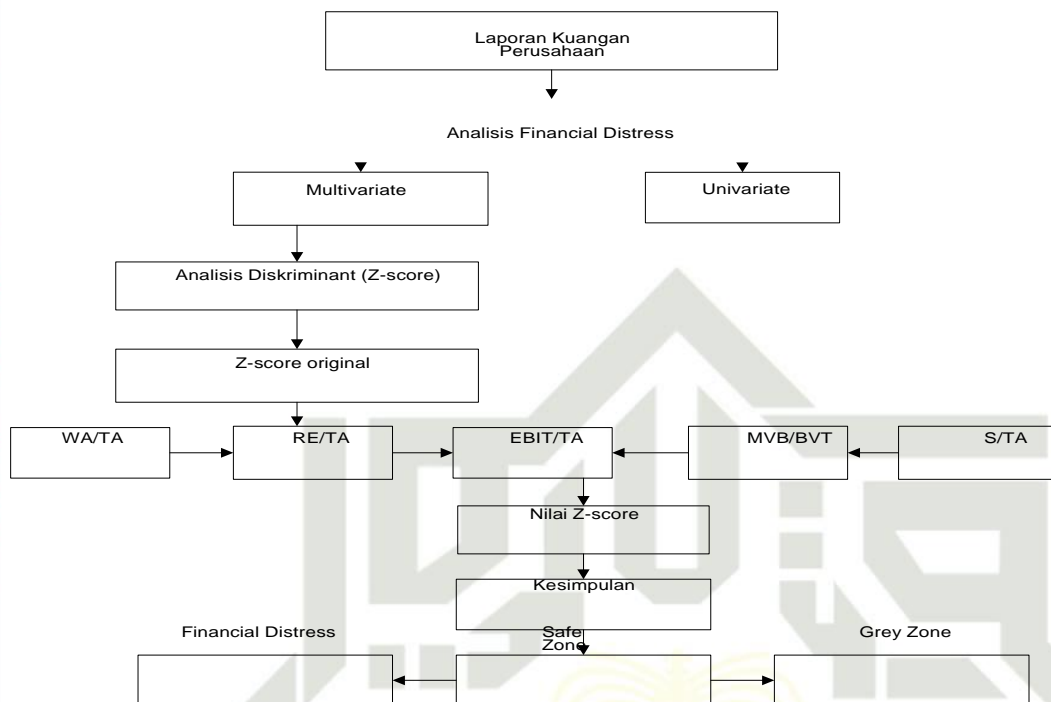 Laporan Kuangan
Perusahaan
Analisis Financial Distress
Multivariate
Univariate
Analisis Diskriminant (Z-score)
Z-score original
WA/TA
RE/TA
EBIT/TA
MVB/BVT
S/TA
Nilai Z-score
Kesimpulan
Financial Distress
Safe
Zone
Grey Zone